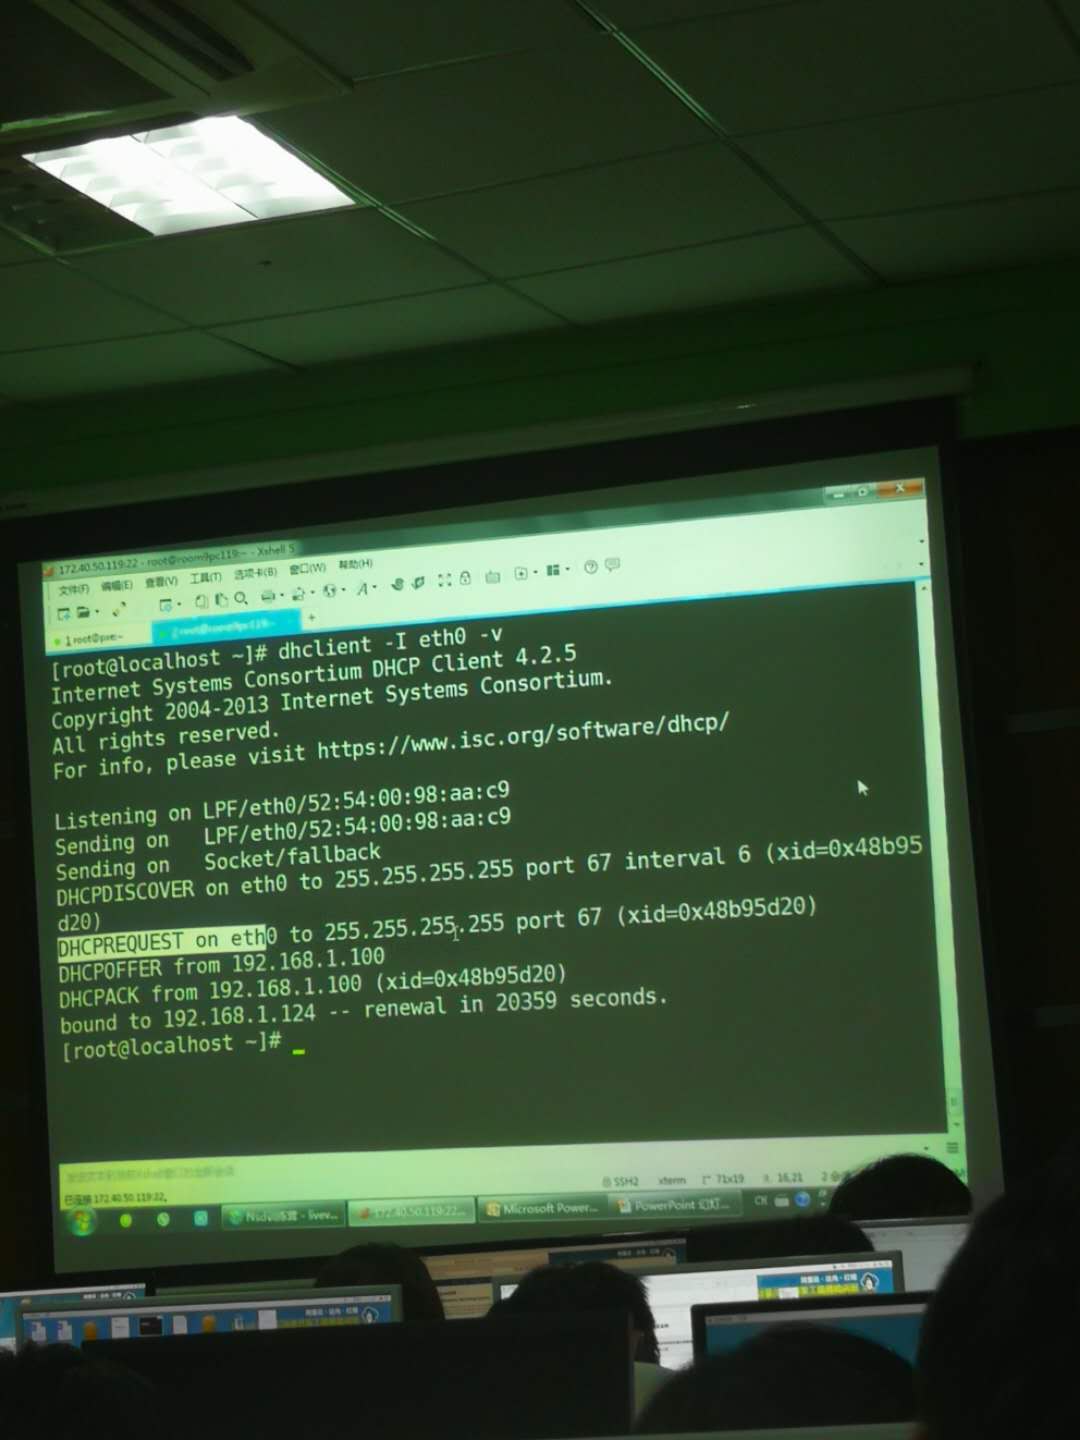 172.40.50.119:22 - root@room9pc119:~ - Xshell 5
文件(F) 编辑(E) 查看(V) 工具(T) 选项卡(B) 窗口(W) 帮助(H)
1 root@pxe:~
[root@localhost ~]# dhclient -I eth0 -v
Internet Systems Consortium DHCP Client 4.2.5
Copyright 2004-2013 Internet Systems Consortium.
All rights reserved.
For info, please visit https://www.isc.org/software/dhcp/
Listening on LPF/eth0/52:54:00:98:aa:c9
Sending on   LPF/eth0/52:54:00:98:aa:c9
Sending on   Socket/fallback
DHCPDISCOVER on eth0 to 255.255.255.255 port 67 interval 6 (xid=0x48b95
d20)
DHCPREQUEST on eth0 to 255.255.255.255 port 67 (xid=0x48b95d20)
DHCPOFFER from 192.168.1.100
DHCPACK from 192.168.1.100 (xid=0x48b95d20)
bound to 192.168.1.124 -- renewal in 20359 seconds.
[root@localhost ~]#
已连接 172.40.50.119:22。
SSH2 xterm 71x19 16,21
172.40.50.119:22... Microsoft Power... PowerPoint 幻灯... CH